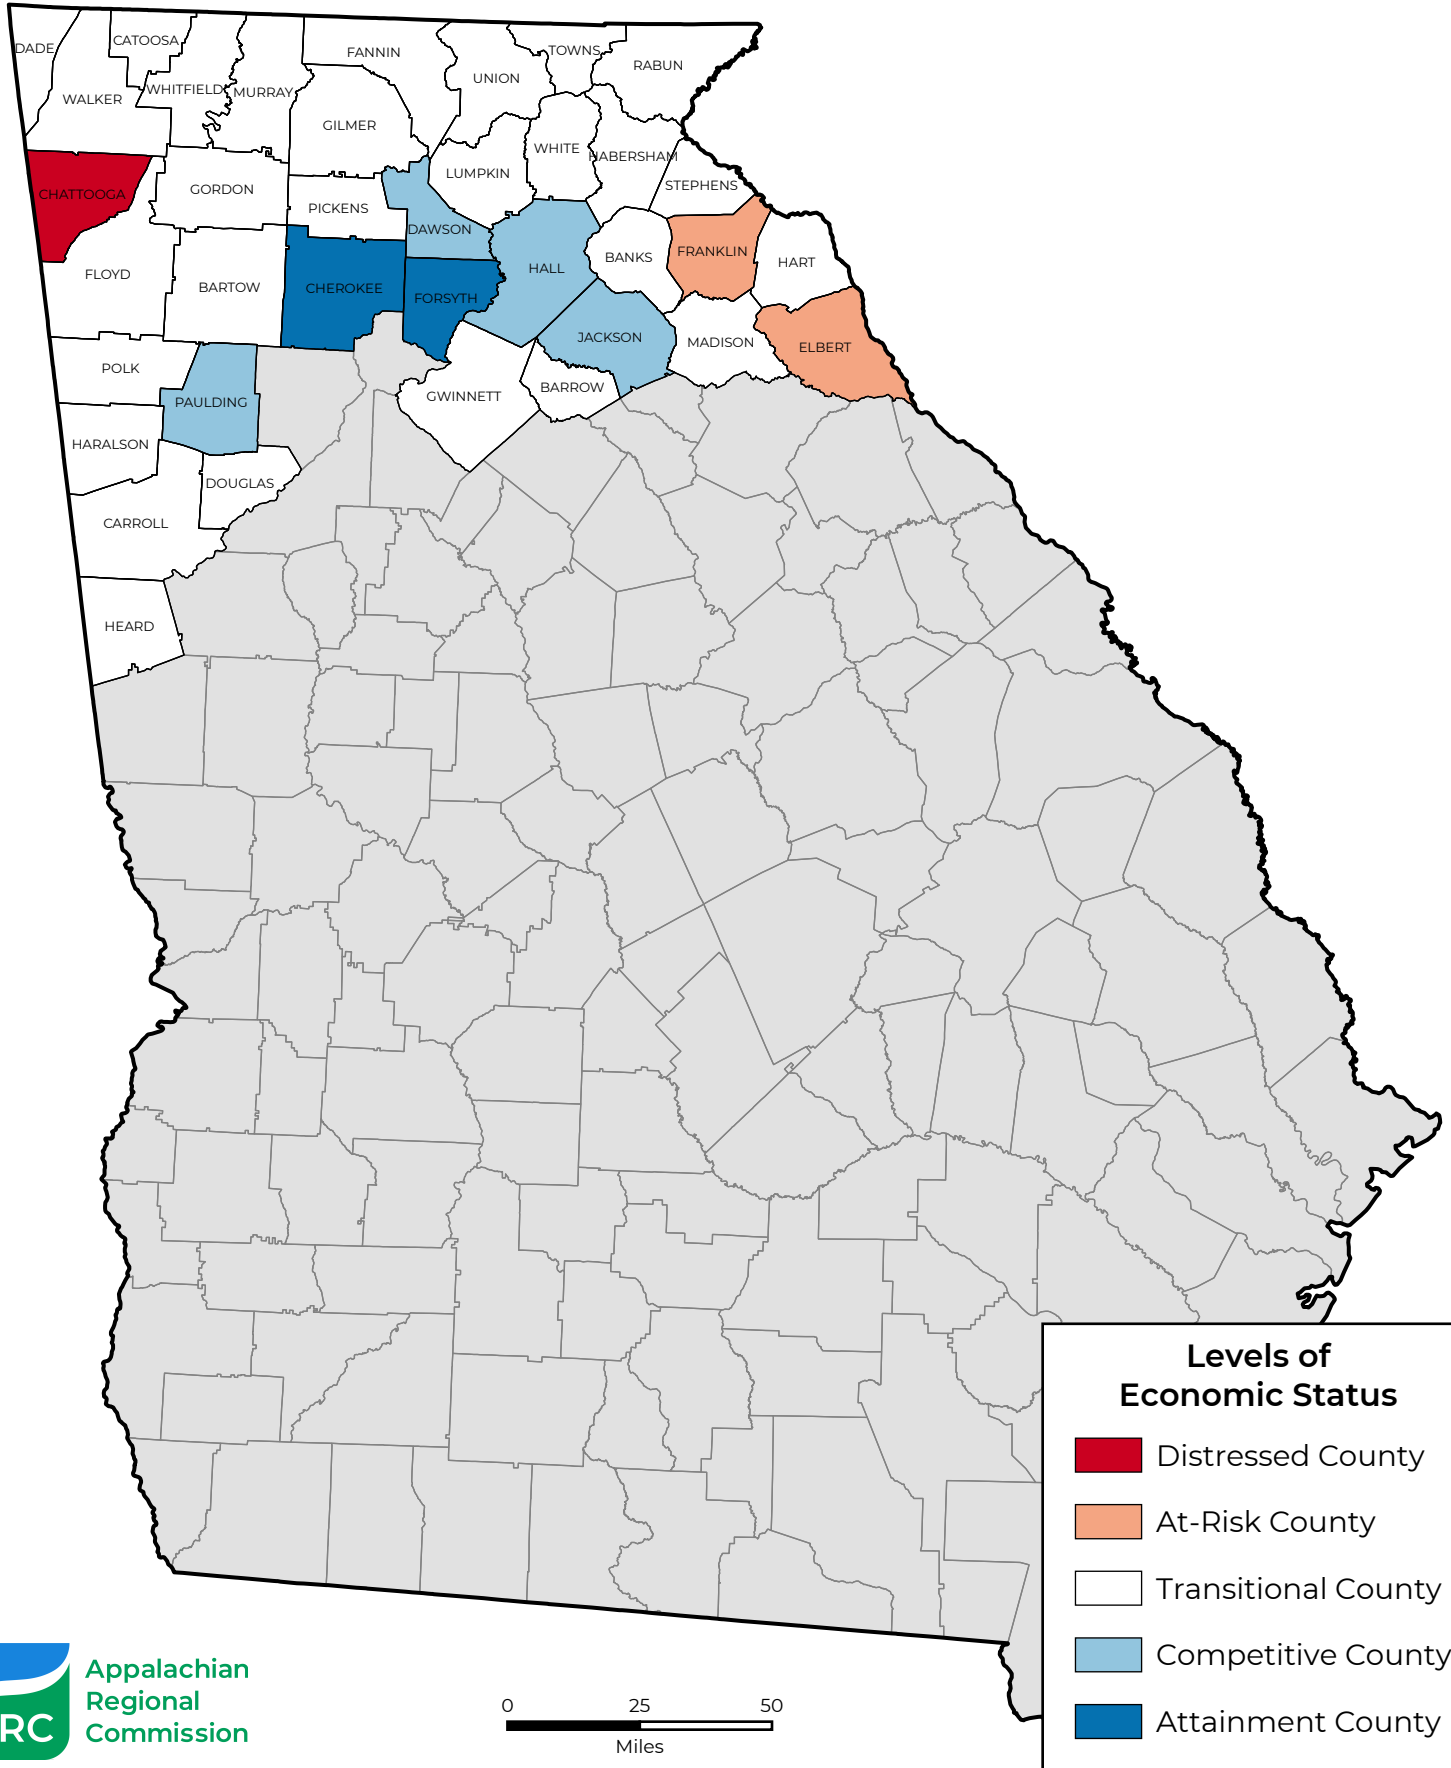 DADE
CATOOSA
FANNIN
TOWNS
RABUN
UNION
WALKER
WHITFIELD
MURRAY
GILMER
WHITE
HABERSHAM
LUMPKIN
STEPHENS
CHATTOOGA
GORDON
PICKENS
DAWSON
BANKS
FRANKLIN
HART
FLOYD
BARTOW
CHEROKEE
FORSYTH
HALL
JACKSON
MADISON
ELBERT
POLK
PAULDING
GWINNETT
BARROW
HARALSON
DOUGLAS
CARROLL
HEARD
Levels of
Economic Status
Distressed County
At-Risk County
Transitional County
Competitive County
Attainment County
RC
Appalachian
Regional
Commission
0 25 50
Miles